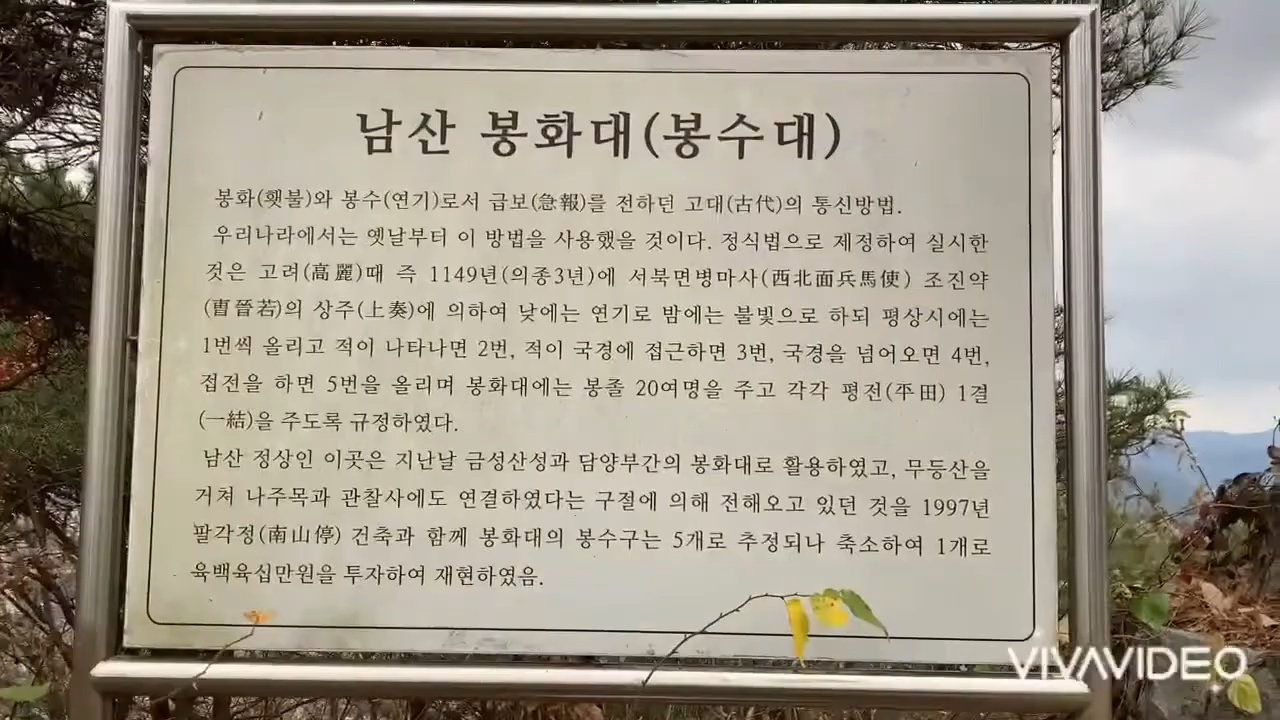 남산 봉화대(봉수대)
봉화(횃불)와 봉수(연기)로서 급보(急報)를 전하던 고대(古代)의 통신방법.
우리나라에서는 옛날부터 이 방법을 사용했을 것이다. 정식법으로 제정하여 실시한
것은 고려(高麗)때 즉 1149년(의종3년)에 서북면병마사(西北面兵馬使) 조진약
(曺晉若)의 상주(上奏)에 의하여 낮에는 연기로 밤에는 불빛으로 하되 평상시에는
1번씩 올리고 적이 나타나면 2번, 적이 국경에 접근하면 3번, 국경을 넘어오면 4번,
접전을 하면 5번을 올리며 봉화대에는 봉졸 20여명을 주고 각각 평전(平田) 1결
(一結)을 주도록 규정하였다.
남산 정상인 이곳은 지난날 금성산성과 담양부간의 봉화대로 활용하였고, 무등산을
거쳐 나주목과 관찰사에도 연결하였다는 구절에 의해 전해오고 있던 것을 1997년
팔각정(南山停) 건축과 함께 봉화대의 봉수구는 5개로 추정되나 축소하여 1개로
육백육십만원을 투자하여 재현하였음.
VIVAVIDEO